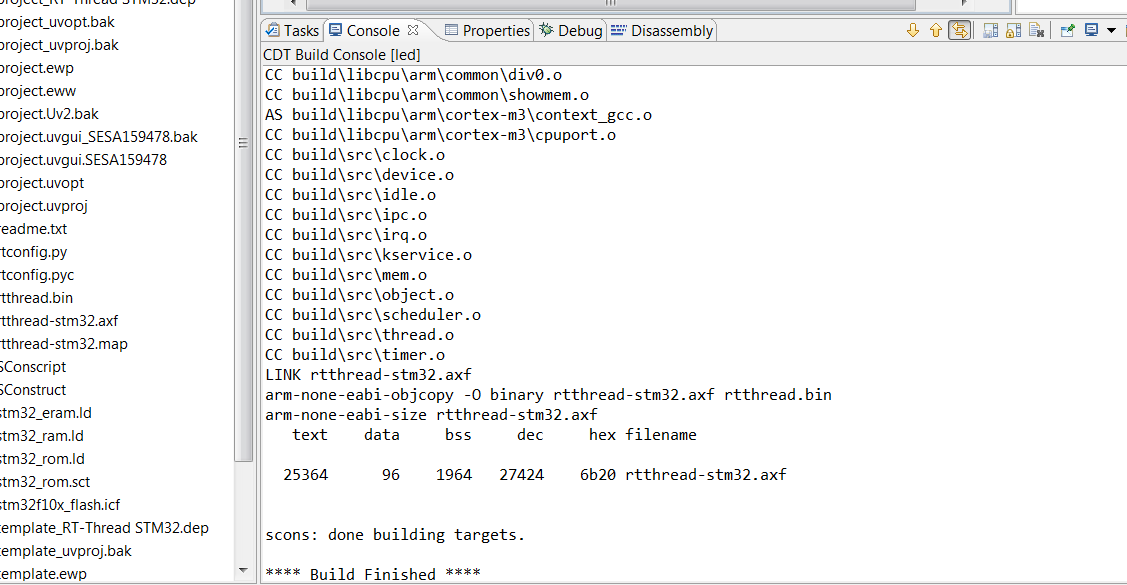 project_RT-Thread STM32.dep
project_uvopt.bak
project_uvproj.bak
project.ewp
project.eww
project.Uv2.bak
project.uvgui_SESA159478.bak
project.uvgui.SESA159478
project.uvopt
project.uvproj
readme.txt
rtconfig.py
rtconfig.pyc
rtthread.bin
rtthread-stm32.axf
rtthread-stm32.map
SConscript
SConstruct
stm32_eram.ld
stm32_ram.ld
stm32_rom.ld
stm32_rom.sct
stm32f10x_flash.icf
template_RT-Thread STM32.dep
template_uvproj.bak
template.ewp
Tasks Console Properties Debug Disassembly
CDT Build Console [led]
CC build\libcpu\arm\common\div0.o
CC build\libcpu\arm\common\showmem.o
AS build\libcpu\arm\cortex-m3\context_gcc.o
CC build\libcpu\arm\cortex-m3\cpuport.o
CC build\src\clock.o
CC build\src\device.o
CC build\src\idle.o
CC build\src\ipc.o
CC build\src\irq.o
CC build\src\kservice.o
CC build\src\mem.o
CC build\src\object.o
CC build\src\scheduler.o
CC build\src\thread.o
CC build\src\timer.o
LINK rtthread-stm32.axf
arm-none-eabi-objcopy -O binary rtthread-stm32.axf rtthread.bin
arm-none-eabi-size rtthread-stm32.axf
text data bss dec hex filename
25364 96 1964 27424 6b20 rtthread-stm32.axf
scons: done building targets.
**** Build Finished ****